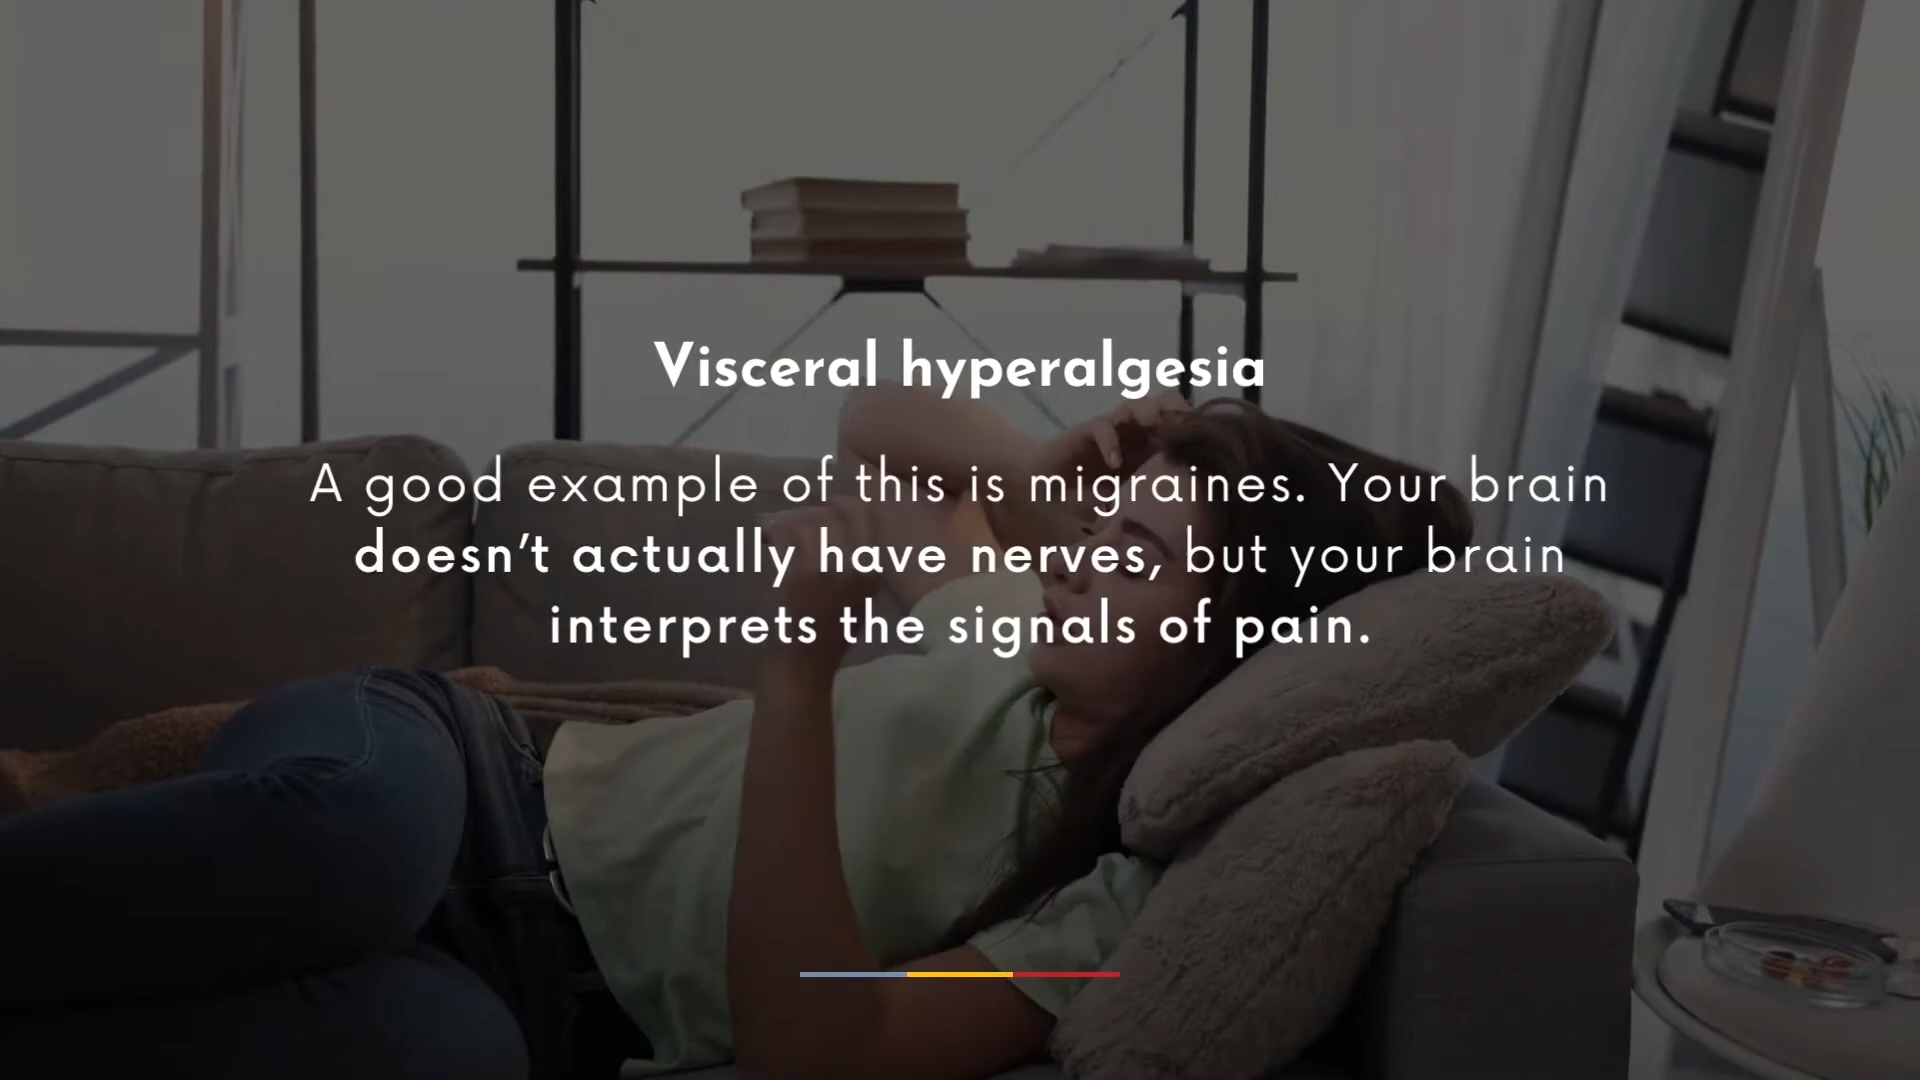 Visceral hyperalgesia
A good example of this is migraines. Your brain
doesn’t actually have nerves, but your brain
interprets the signals of pain.